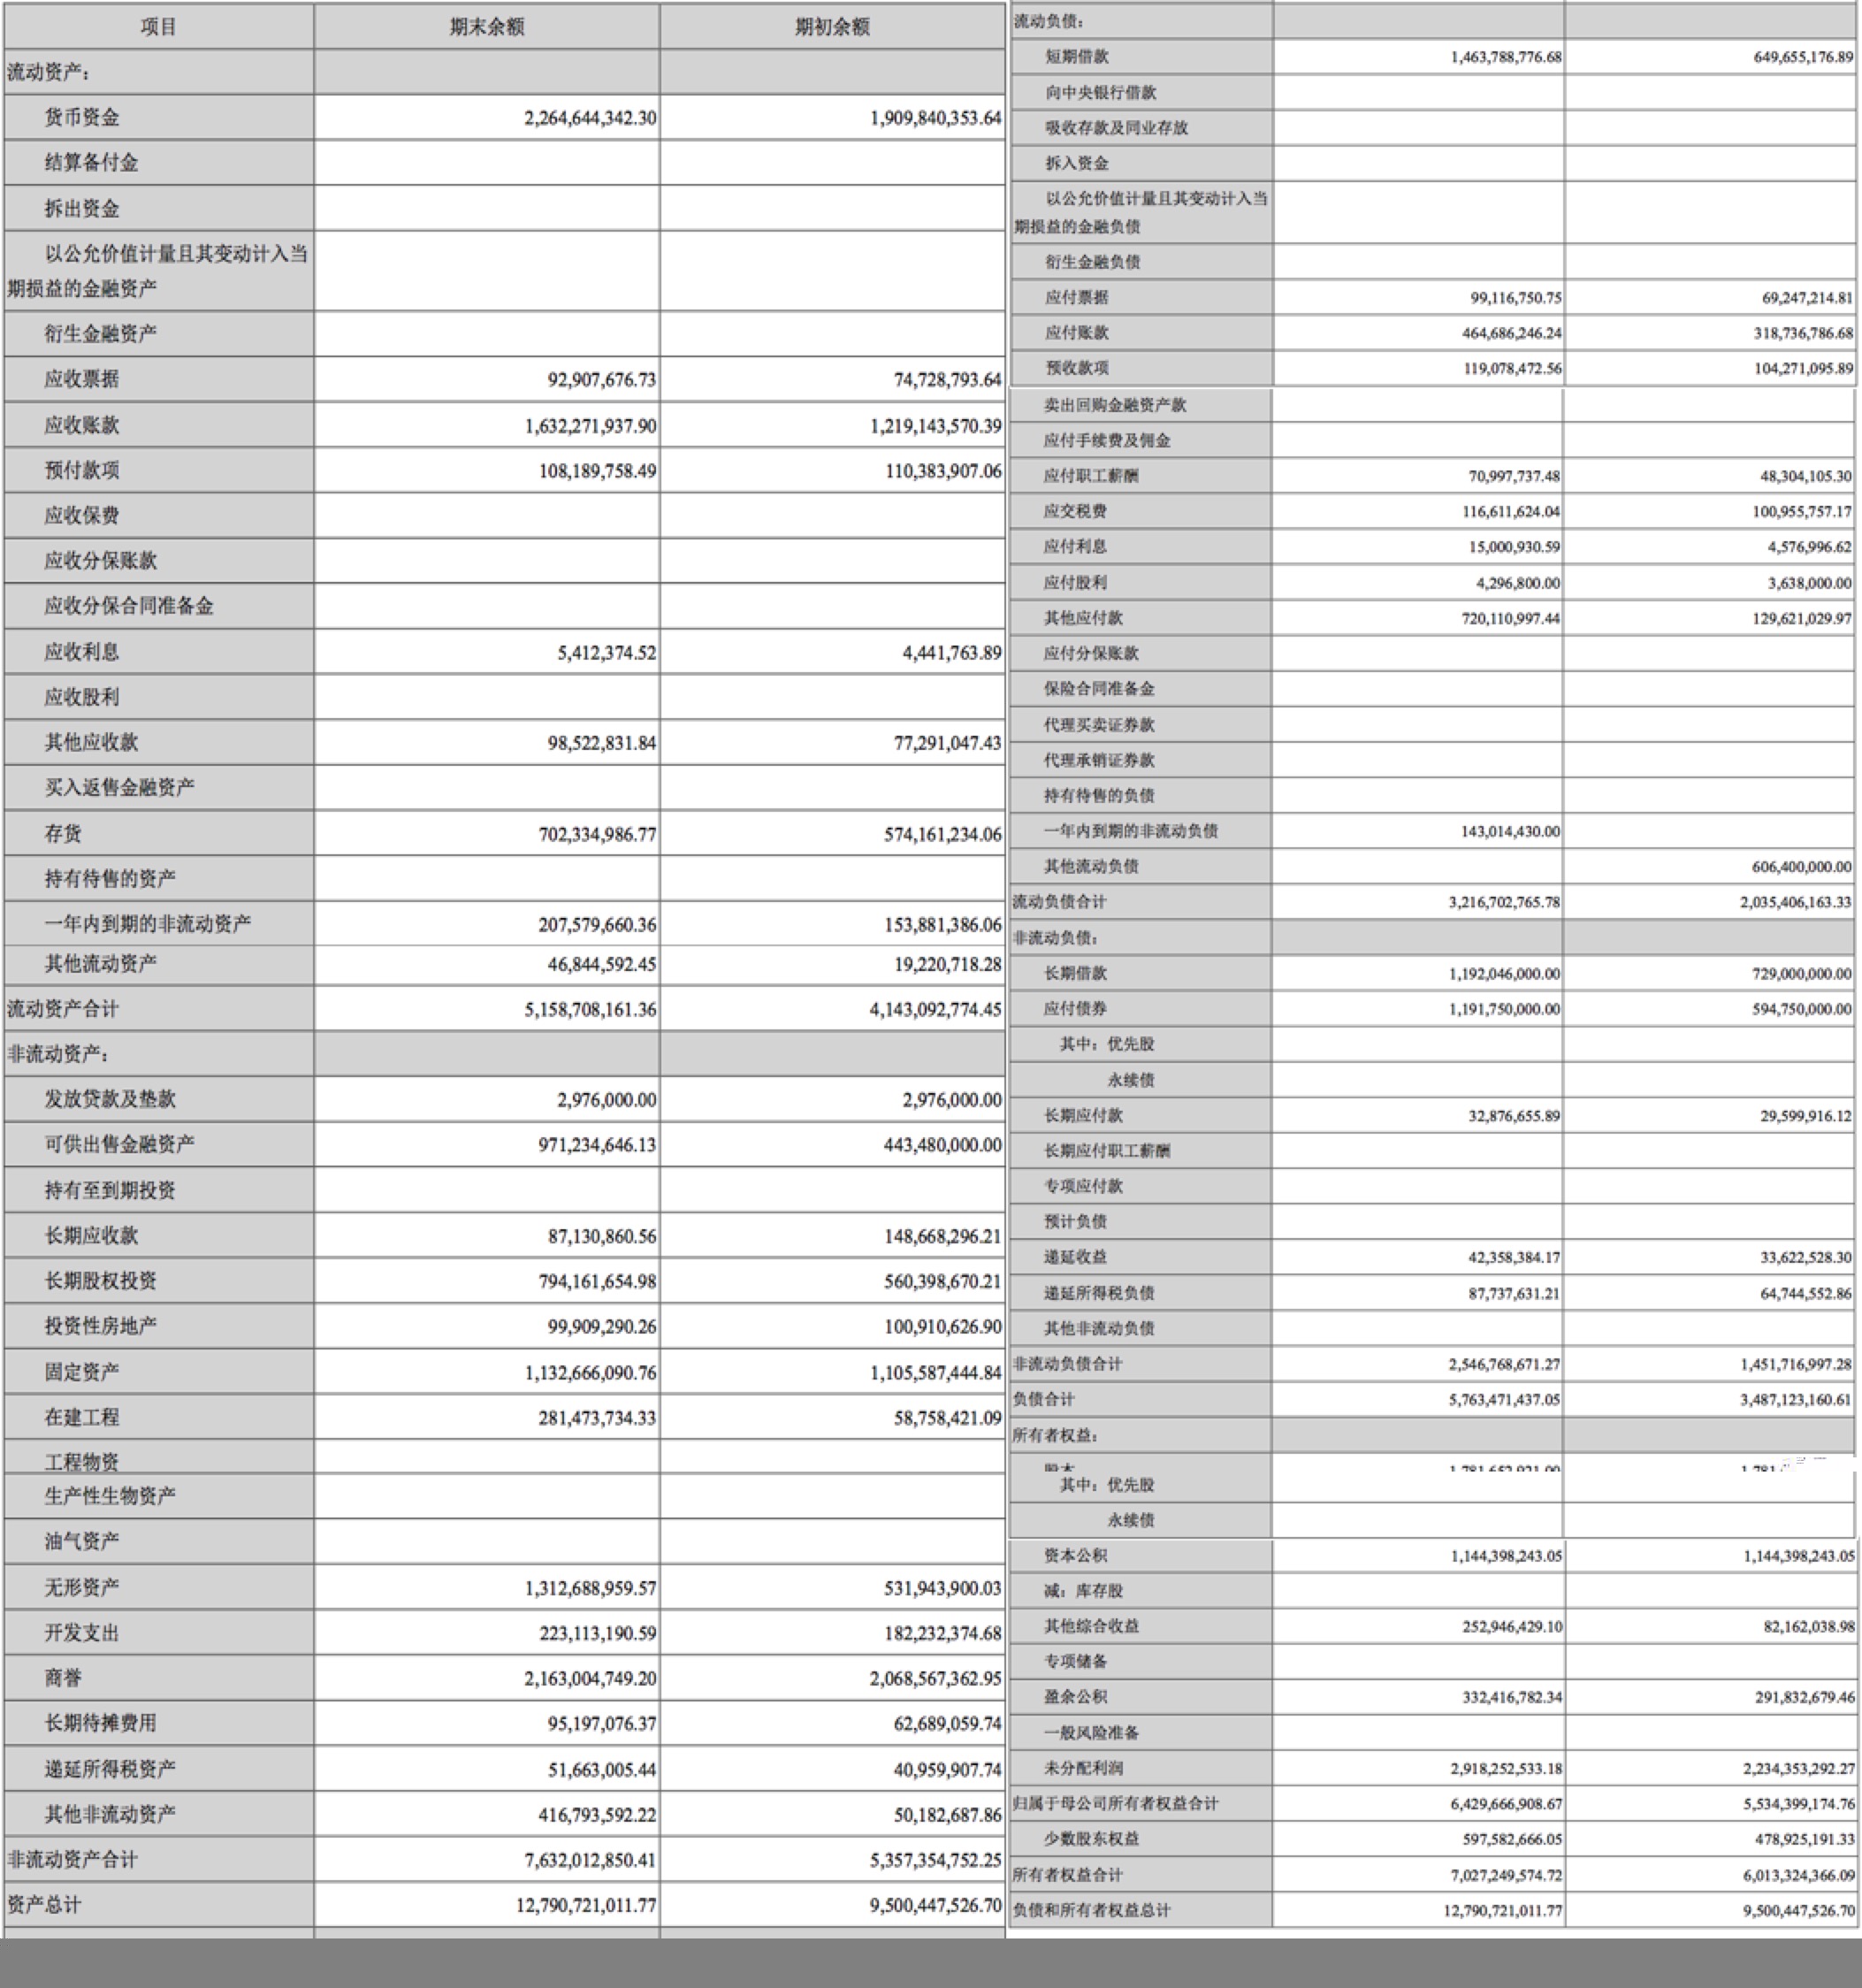 项目 期末余额 期初余额
流动资产：
货币资金 2,264,644,342.30 1,909,840,353.64
结算备付金
拆出资金
以公允价值计量且其变动计入当
期损益的金融资产
衍生金融资产
应收票据 92,907,676.73 74,728,793.64
应收账款 1,632,271,937.90 1,219,143,570.39
预付款项 108,189,758.49 110,383,907.06
应收保费
应收分保账款
应收分保合同准备金
应收利息 5,412,374.52 4,441,763.89
应收股利
其他应收款 98,522,831.84 77,291,047.43
买入返售金融资产
存货 702,334,986.77 574,161,234.06
持有待售的资产
一年内到期的非流动资产 207,579,660.36 153,881,386.06
其他流动资产 46,844,592.45 19,220,718.28
流动资产合计 5,158,708,161.36 4,143,092,774.45
非流动资产：
发放贷款及垫款 2,976,000.00 2,976,000.00
可供出售金融资产 971,234,646.13 443,480,000.00
持有至到期投资
长期应收款 87,130,860.56 148,668,296.21
长期股权投资 794,161,654.98 560,398,670.21
投资性房地产 99,909,290.26 100,910,626.90
固定资产 1,132,666,090.76 1,105,587,444.84
在建工程 281,473,734.33 58,758,421.09
工程物资
生产性生物资产
油气资产
无形资产 1,312,688,959.57 531,943,900.03
开发支出 223,113,190.59 182,232,374.68
商誉 2,163,004,749.20 2,068,567,362.95
长期待摊费用 95,197,076.37 62,689,059.74
递延所得税资产 51,663,005.44 40,959,907.74
其他非流动资产 416,793,592.22 50,182,687.86
非流动资产合计 7,632,012,850.41 5,357,354,752.25
资产总计 12,790,721,011.77 9,500,447,526.70
流动负债：
短期借款 1,463,788,776.68 649,655,176.89
向中央银行借款
吸收存款及同业存放
拆入资金
以公允价值计量且其变动计入当
期损益的金融负债
衍生金融负债
应付票据 99,116,750.75 69,247,214.81
应付账款 464,686,246.24 318,736,786.68
预收款项 119,078,472.56 104,271,095.89
卖出回购金融资产款
应付手续费及佣金
应付职工薪酬 70,997,737.48 48,304,105.30
应交税费 116,611,624.04 100,955,757.17
应付利息 15,000,930.59 4,576,996.62
应付股利 4,296,800.00 3,638,000.00
其他应付款 720,110,997.44 129,621,029.97
应付分保账款
保险合同准备金
代理买卖证券款
代理承销证券款
持有待售的负债
一年内到期的非流动负债 143,014,430.00
其他流动负债 606,400,000.00
流动负债合计 3,216,702,765.78 2,035,406,163.33
非流动负债：
长期借款 1,192,046,000.00 729,000,000.00
应付债券 1,191,750,000.00 594,750,000.00
其中：优先股
永续债
长期应付款 32,876,655.89 29,599,916.12
长期应付职工薪酬
专项应付款
预计负债
递延收益 42,358,384.17 33,622,528.30
递延所得税负债 87,737,631.21 64,744,552.86
其他非流动负债
非流动负债合计 2,546,768,671.27 1,451,716,997.28
负债合计 5,763,471,437.05 3,487,123,160.61
所有者权益：
股本 1,781,652,921.00
其中：优先股
永续债
资本公积 1,144,398,243.05 1,144,398,243.05
减：库存股
其他综合收益 252,946,429.10 82,162,038.98
专项储备
盈余公积 332,416,782.34 291,832,679.46
一般风险准备
未分配利润 2,918,252,533.18 2,234,353,292.27
归属于母公司所有者权益合计 6,429,666,908.67 5,534,399,174.76
少数股东权益 597,582,666.05 478,925,191.33
所有者权益合计 7,027,249,574.72 6,013,324,366.09
负债和所有者权益总计 12,790,721,011.77 9,500,447,526.70